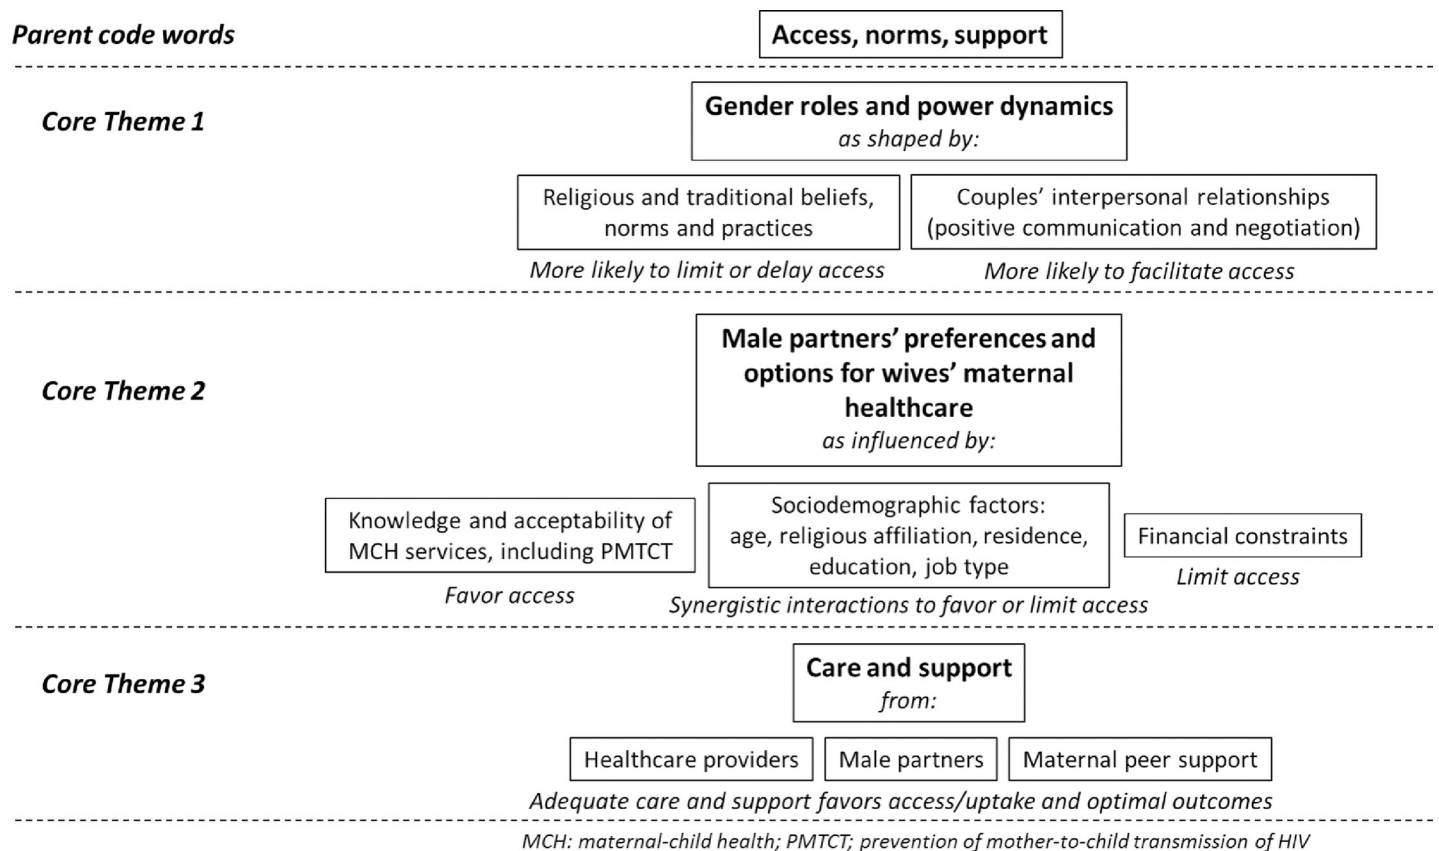 Parent code words
Access, norms, support
Core Theme 1
Gender roles and power dynamics
as shaped by:
Religious and traditional beliefs,
norms and practices
More likely to limit or delay access
Couples’ interpersonal relationships
(positive communication and negotiation)
More likely to facilitate access
Core Theme 2
Male partners’ preferences and
options for wives’ maternal
healthcare
as influenced by:
Knowledge and acceptability of
MCH services, including PMTCT
Favor access
Sociodemographic factors:
age, religious affiliation, residence,
education, job type
Synergistic interactions to favor or limit access
Financial constraints
Limit access
Core Theme 3
Care and support
from:
Healthcare providers
Male partners
Maternal peer support
Adequate care and support favors access/uptake and optimal outcomes
MCH: maternal-child health; PMTCT; prevention of mother-to-child transmission of HIV